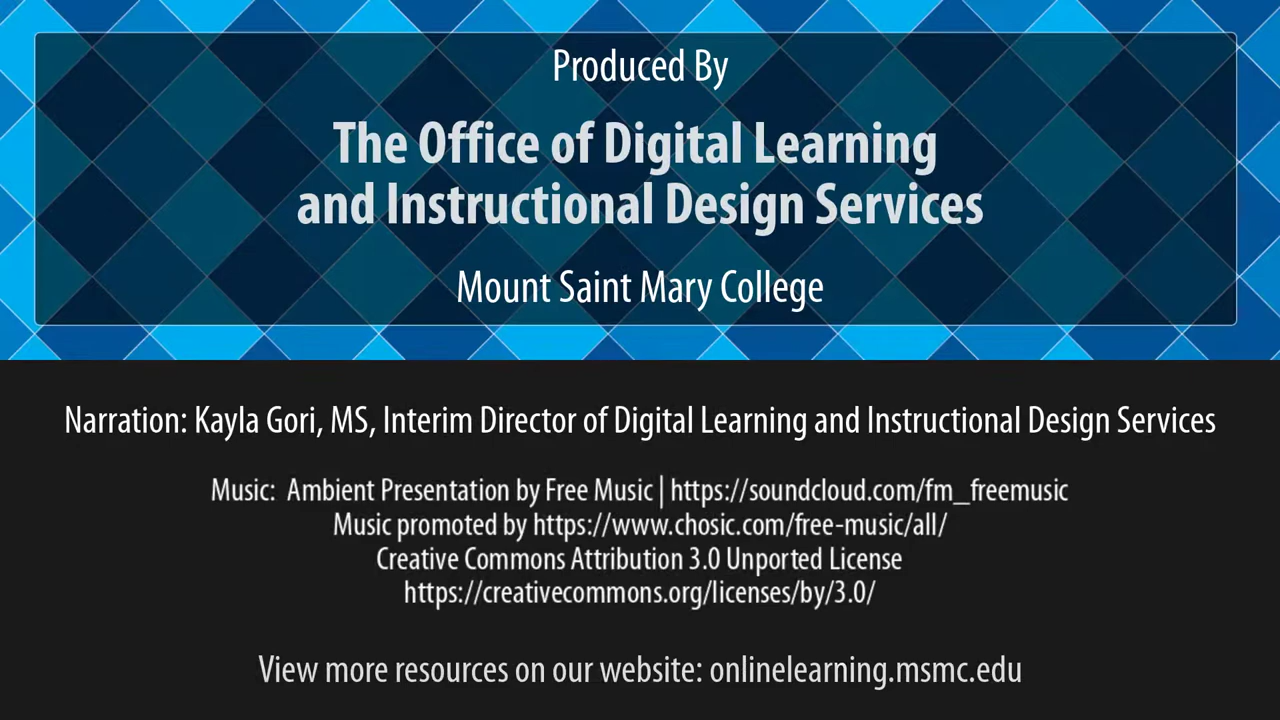 Produced By
The Office of Digital Learning
and Instructional Design Services
Mount Saint Mary College
Narration: Kayla Gori, MS, Interim Director of Digital Learning and Instructional Design Services
Music:  Ambient Presentation by Free Music | https://soundcloud.com/fm_freemusic
Music promoted by https://www.chosic.com/free-music/all/
Creative Commons Attribution 3.0 Unported License
https://creativecommons.org/licenses/by/3.0/
View more resources on our website: onlinelearning.msmc.edu